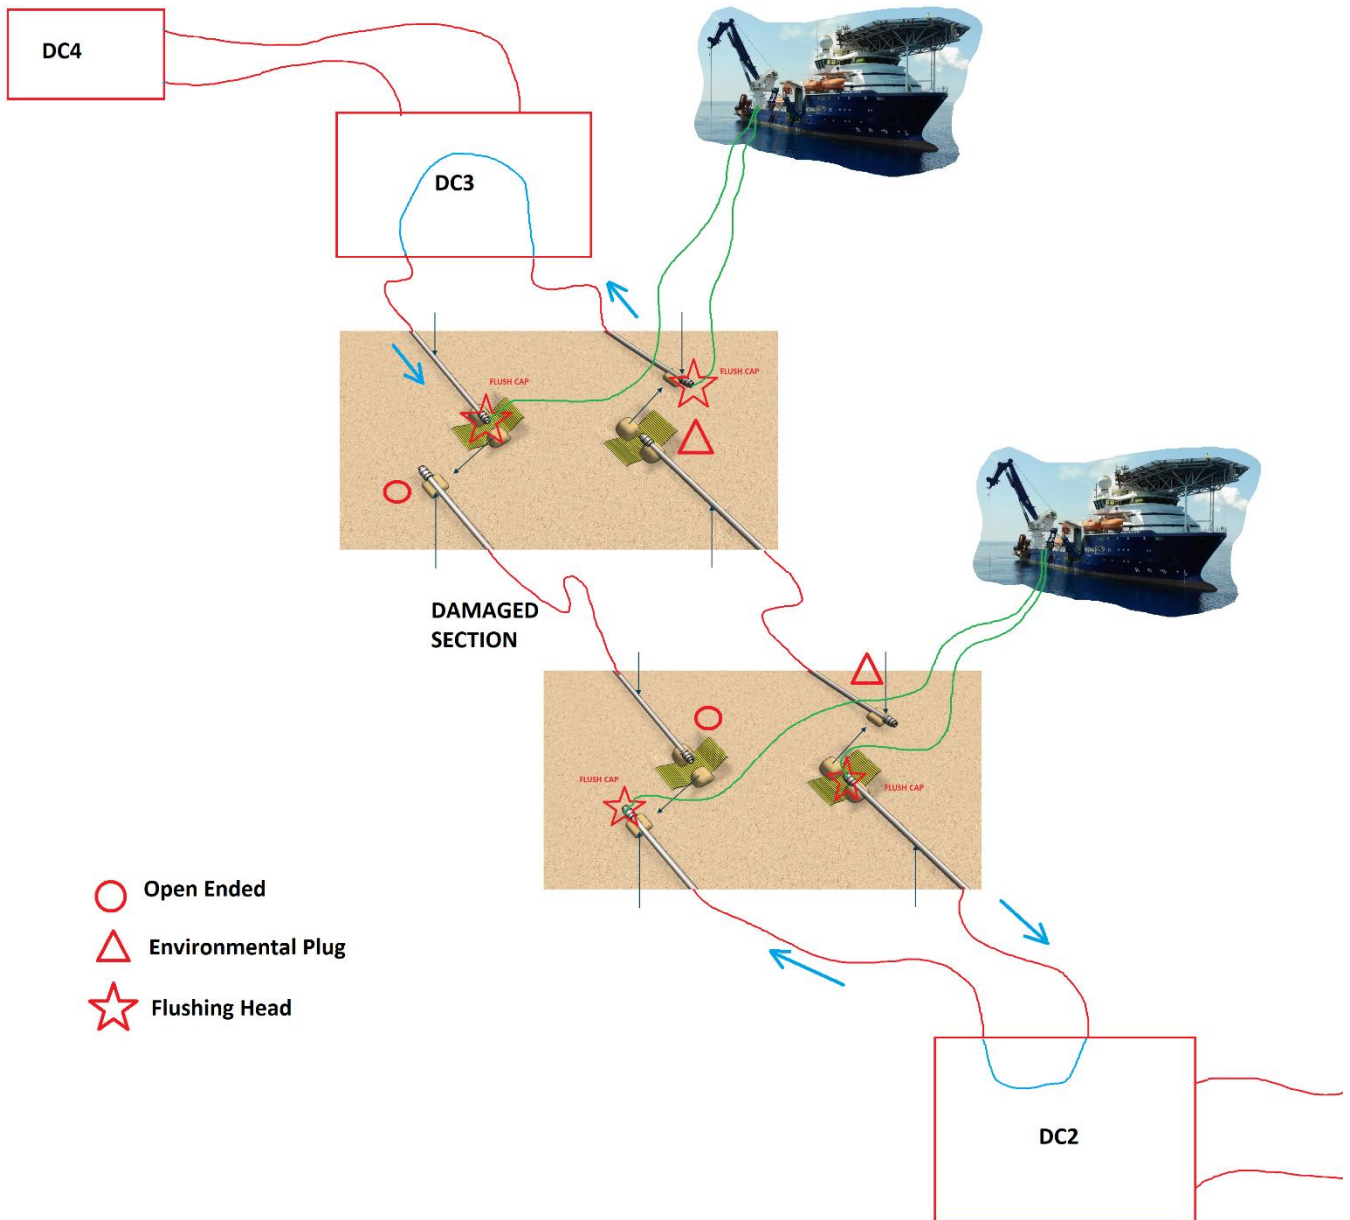 DC4
DC3
FLUSH CAP
FLUSH CAP
DAMAGED
SECTION
FLUSH CAP
FLUSH CAP
Open Ended
Environmental Plug
Flushing Head
DC2